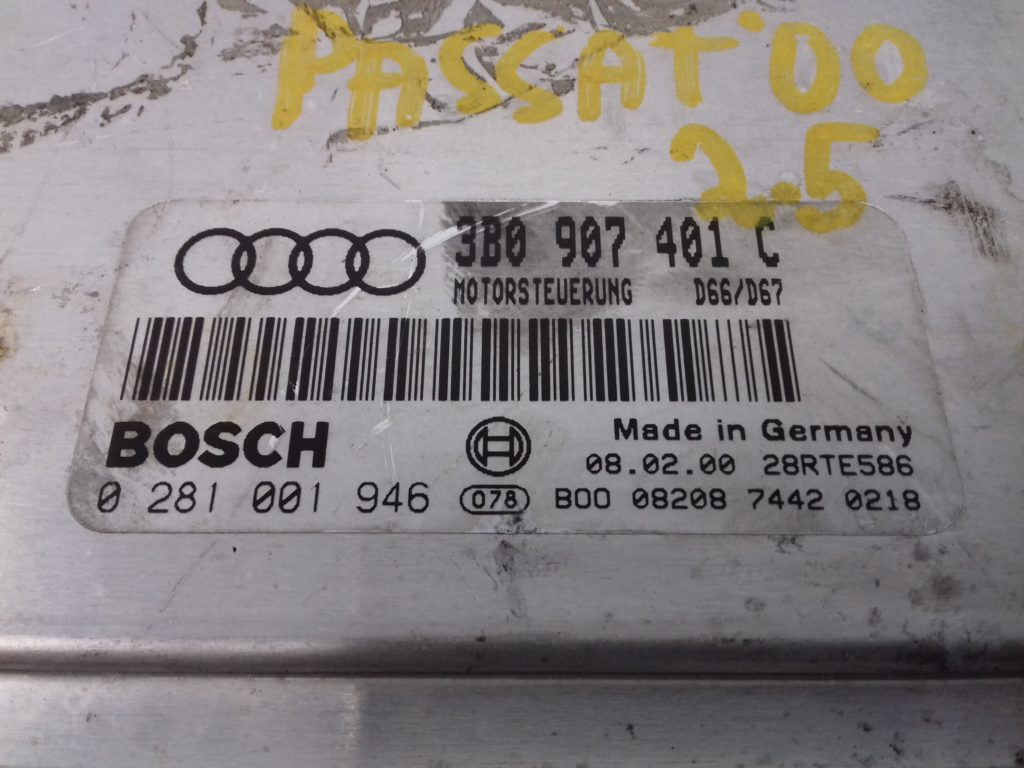 PASSAT'00
2.5
3B0 907 401 C
MOTORSTEUERUNG D66/D67
BOSCH
Made in Germany
08.02.00 28RTE586
0 281 001 946 078 B00 08208 7442 0218